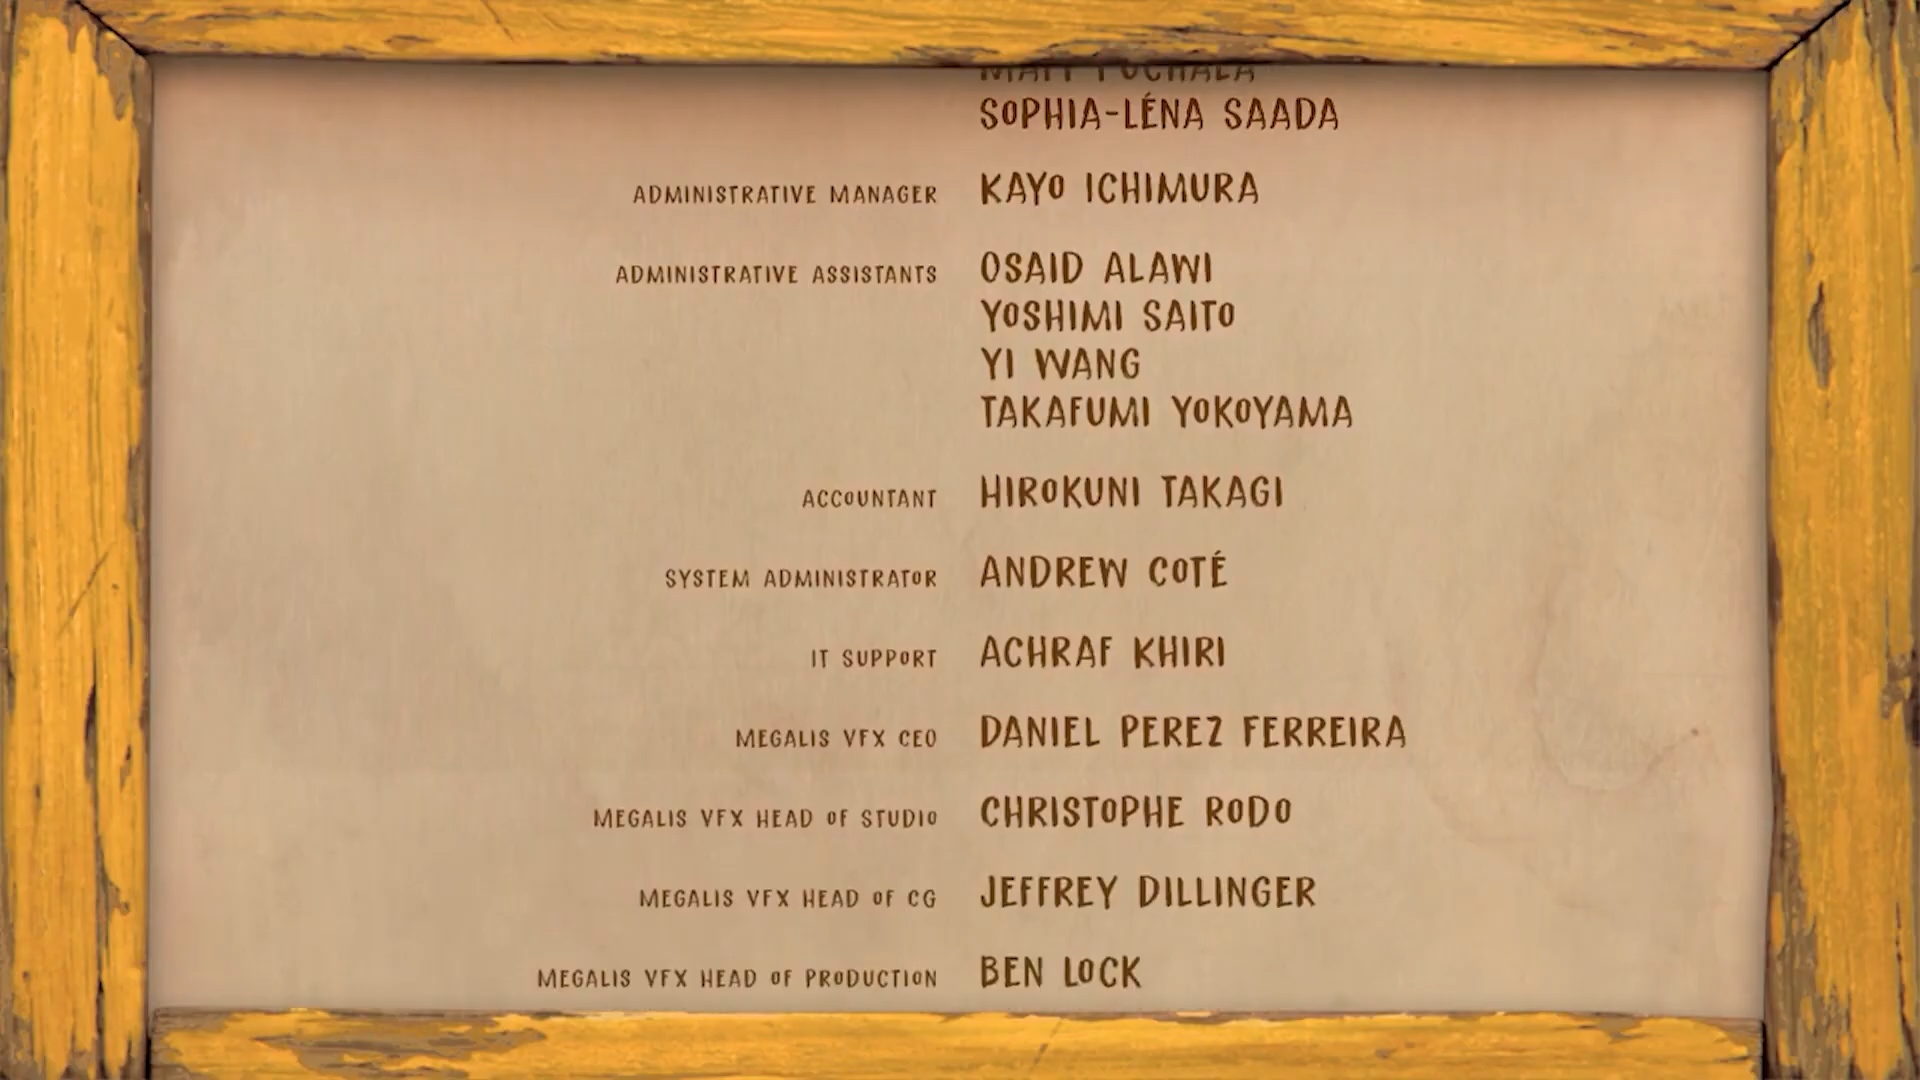 SOPHIA-LÉNA SAADA
ADMINISTRATIVE MANAGER KAYO ICHIMURA
ADMINISTRATIVE ASSISTANTS OSAID ALAWI
YOSHIMI SAITO
YI WANG
TAKAFUMI YOKOYAMA
ACCOUNTANT HIROKUNI TAKAGI
SYSTEM ADMINISTRATOR ANDREW COTÉ
IT SUPPORT ACHRAF KHIRI
MEGALIS VFX CEO DANIEL PEREZ FERREIRA
MEGALIS VFX HEAD OF STUDIO CHRISTOPHE RODO
MEGALIS VFX HEAD OF CG JEFFREY DILLINGER
MEGALIS VFX HEAD OF PRODUCTION BEN LOCK